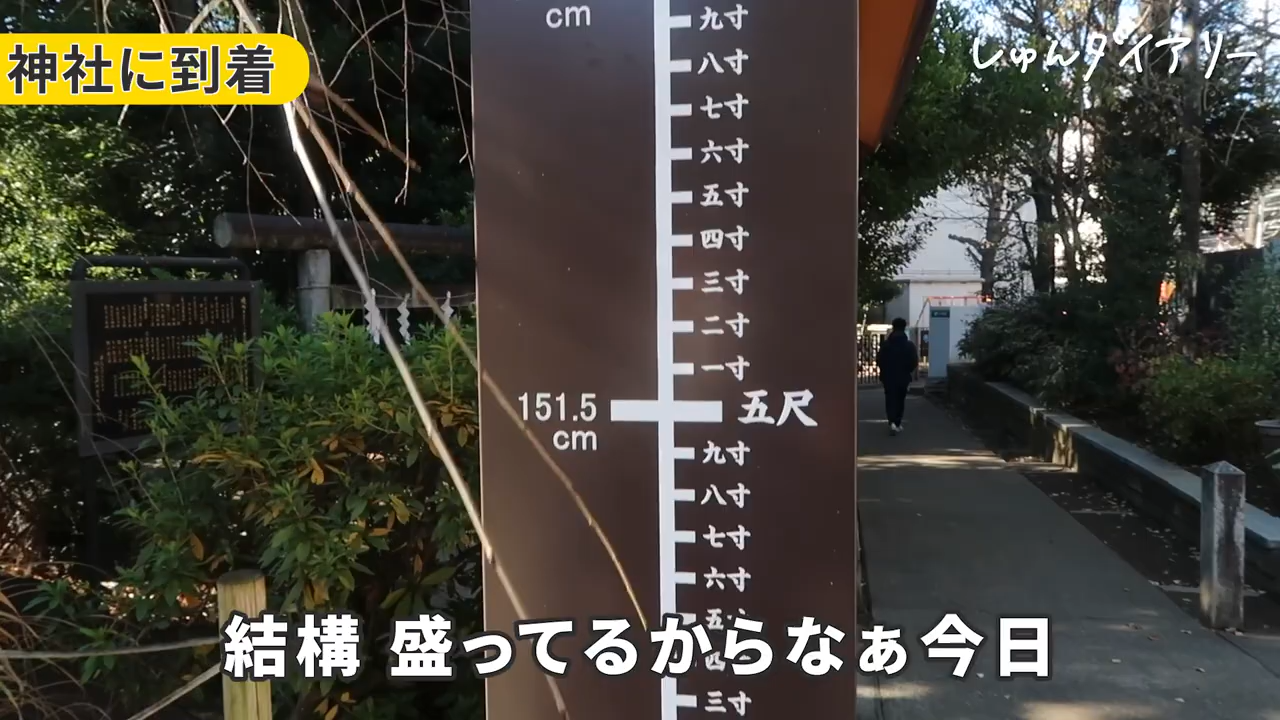 神社に到着
しゅんダイアリー
cm
九寸
八寸
七寸
六寸
五寸
四寸
三寸
二寸
一寸
151.5
cm
五尺
九寸
八寸
七寸
六寸
五寸
四
三寸
結構 盛ってるからなぁ今日